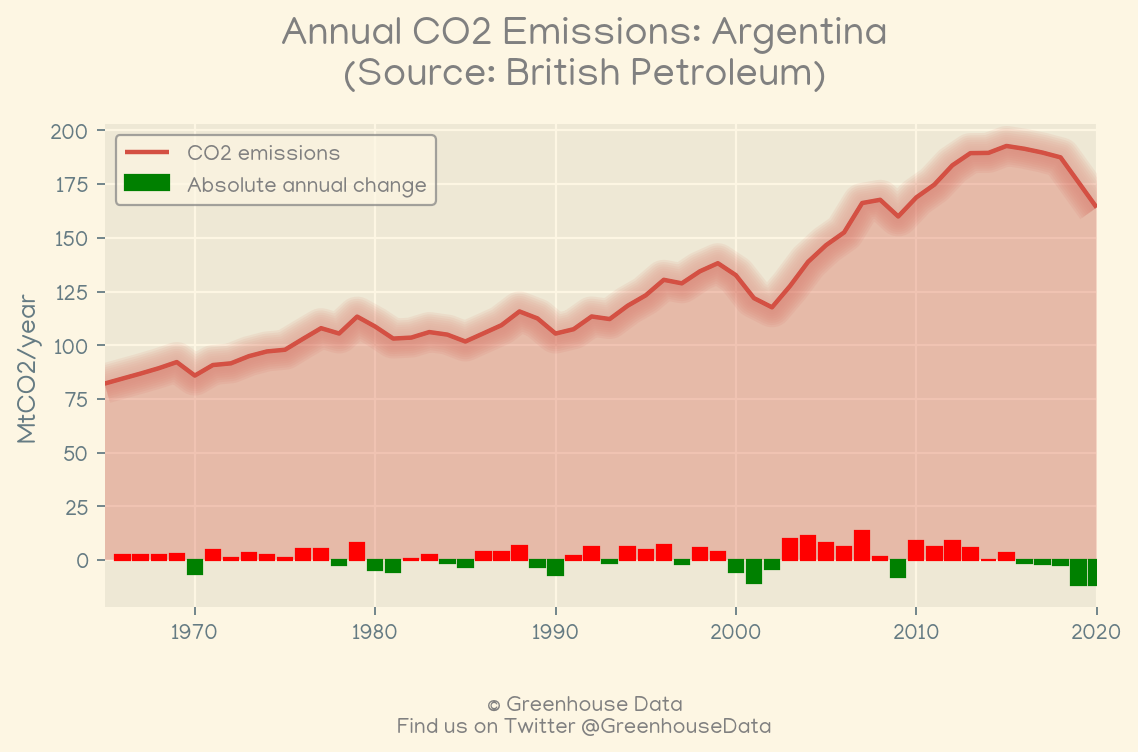 Annual CO2 Emissions: Argentina
(Source: British Petroleum)
CO2 emissions
Absolute annual change
MtCO2/year
200
175
150
125
100
75
50
25
0
1970
1980
1990
2000
2010
2020
© Greenhouse Data
Find us on Twitter @GreenhouseData